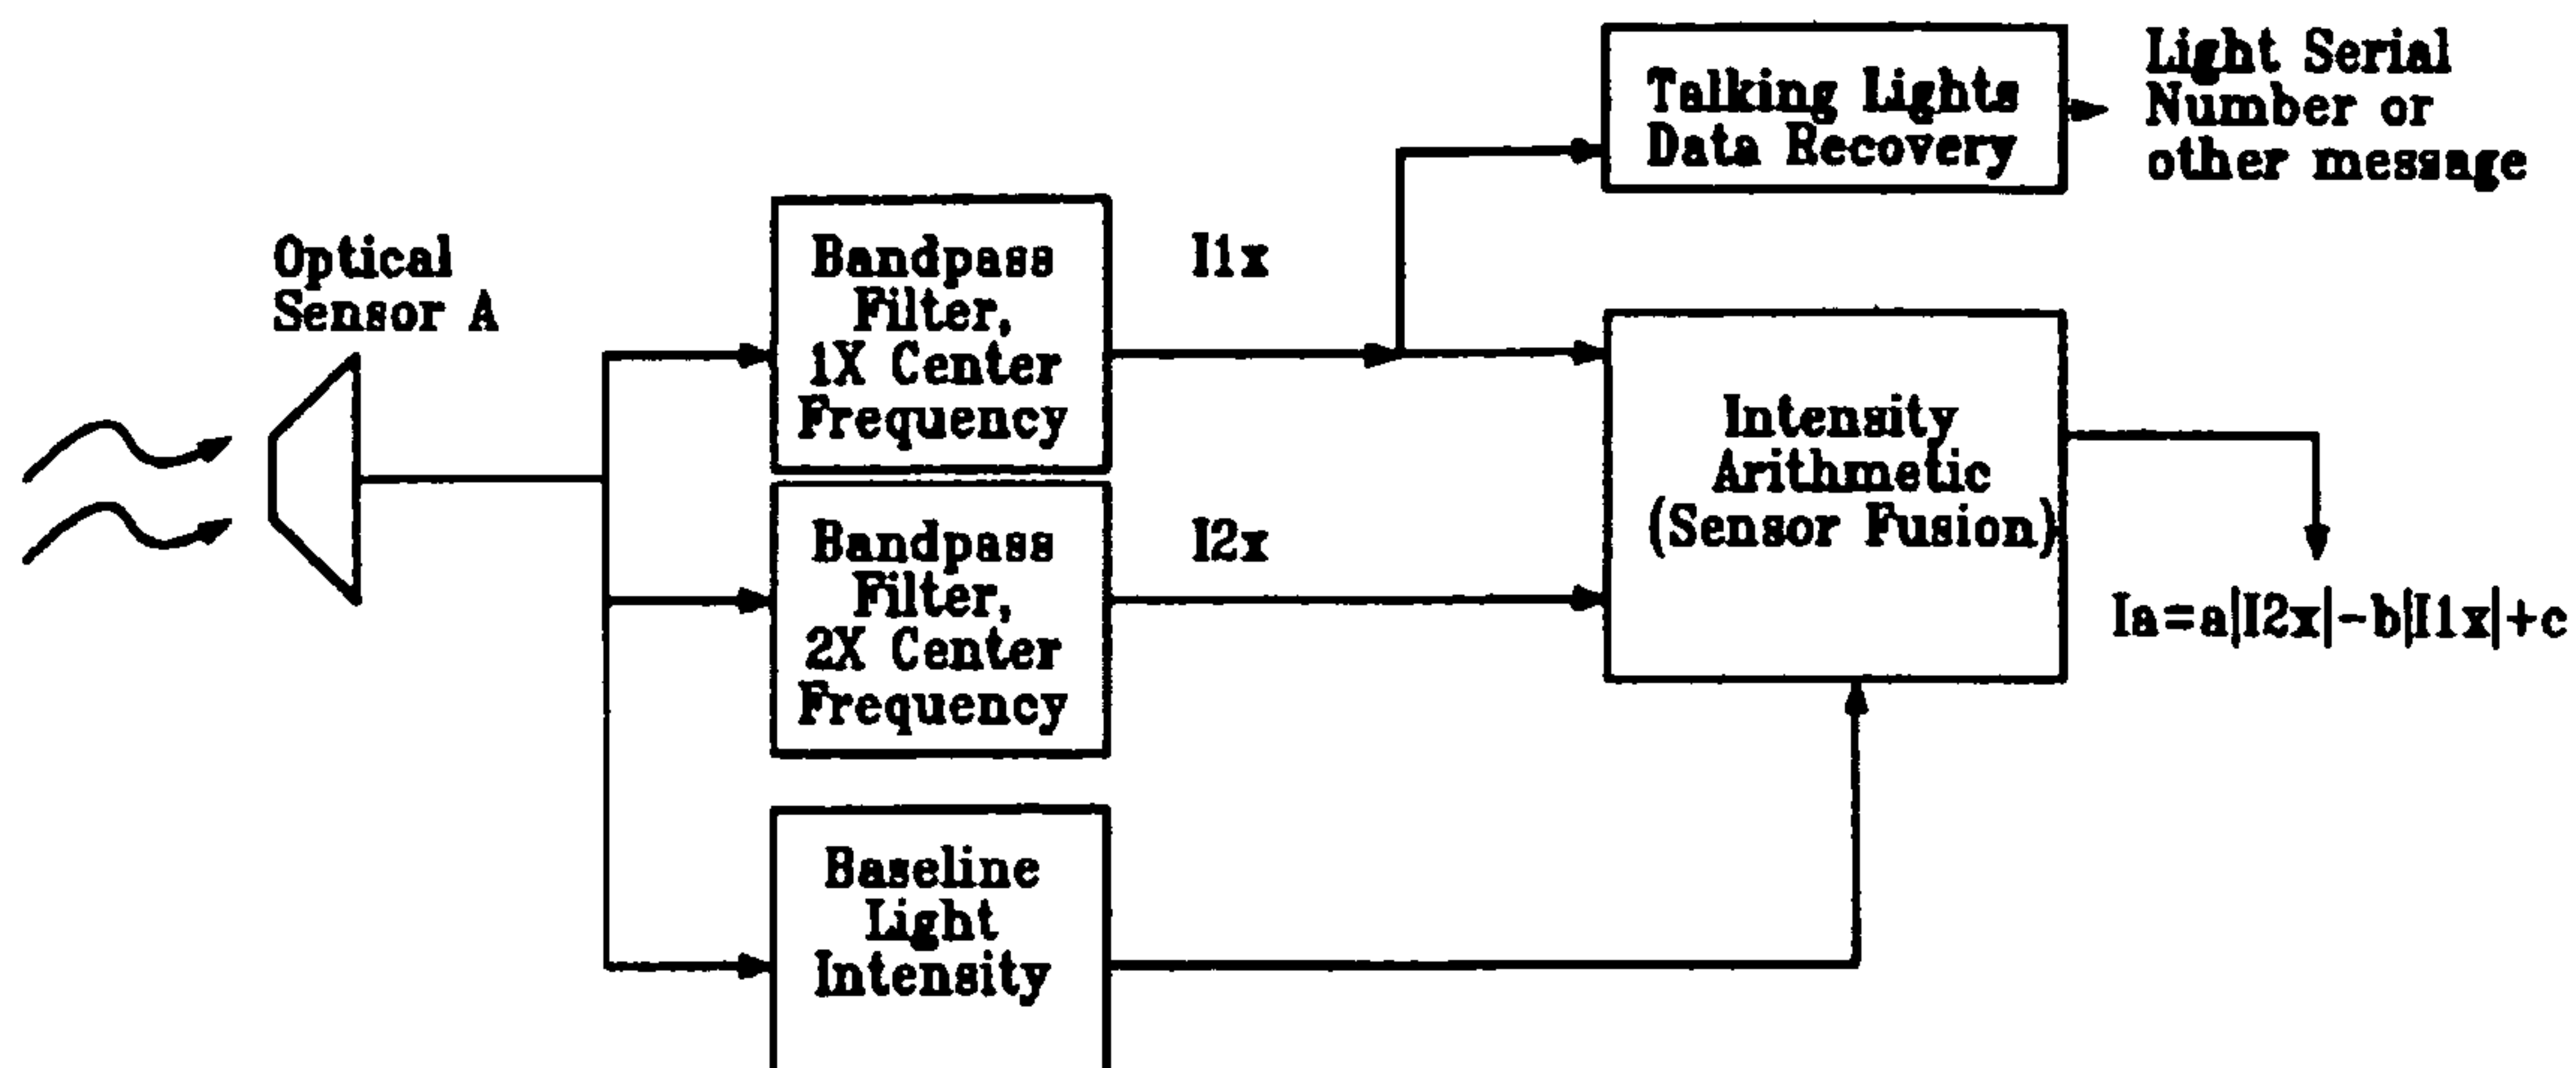 Optical
Sensor A
Bandpass
Filter,
1X Center
Frequency
I1x
Talking Lights
Data Recovery
Light Serial
Number or
other message
Bandpass
Filter,
2X Center
Frequency
I2x
Intensity
Arithmetic
(Sensor Fusion)
Ia=a|I2x|-b|I1x|+c
Baseline
Light
Intensity